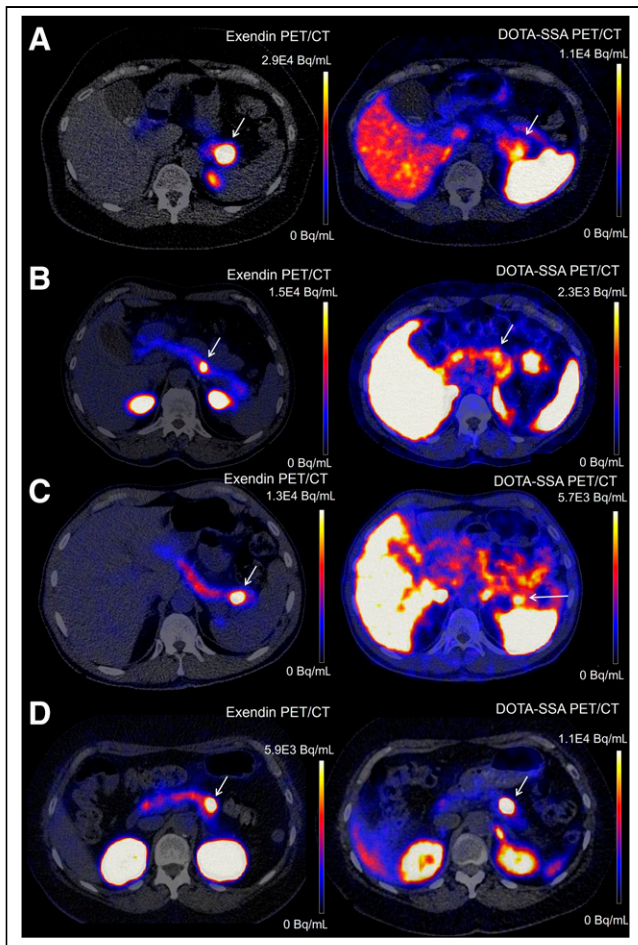 A
Exendin PET/CT
2.9E4 Bq/mL
0 Bq/mL
DOTA-SSA PET/CT
1.1E4 Bq/mL
0 Bq/mL
B
Exendin PET/CT
1.5E4 Bq/mL
0 Bq/mL
DOTA-SSA PET/CT
2.3E3 Bq/mL
0 Bq/mL
C
Exendin PET/CT
1.3E4 Bq/mL
0 Bq/mL
DOTA-SSA PET/CT
5.7E3 Bq/mL
0 Bq/mL
D
Exendin PET/CT
5.9E3 Bq/mL
0 Bq/mL
DOTA-SSA PET/CT
1.1E4 Bq/mL
0 Bq/mL